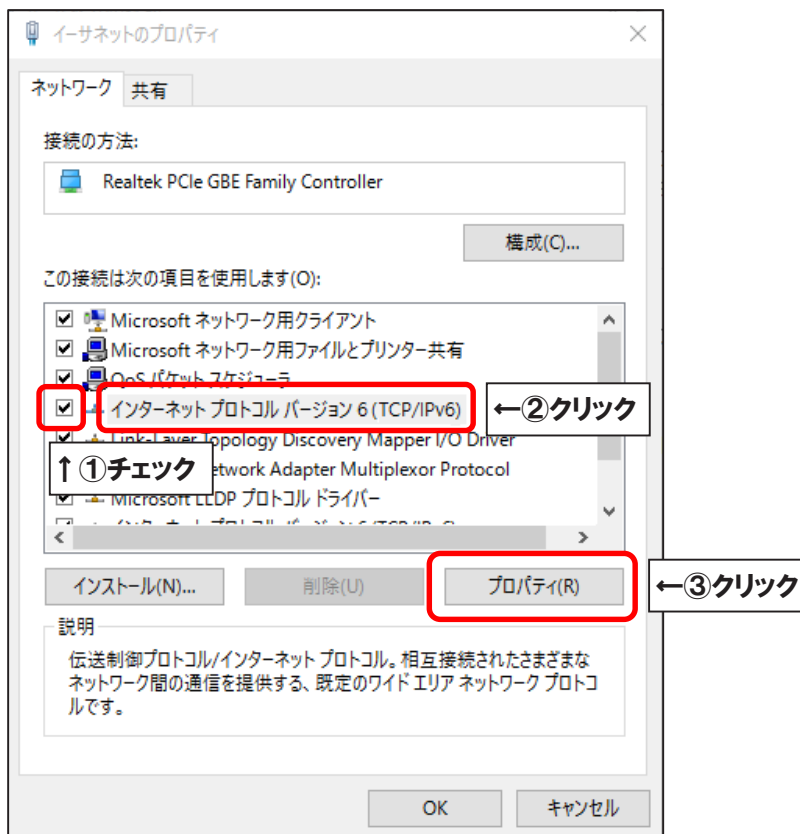 イーサネットのプロパティ
ネットワーク 共有
接続の方法:
Realtek PCIe GBE Family Controller
構成(C)...
この接続は次の項目を使用します(O):
Microsoft ネットワーク用クライアント
Microsoft ネットワーク用ファイルとプリンター共有
QoS パケット スケジューラ
インターネット プロトコル バージョン 6 (TCP/IPv6)
←②クリック
Link-Layer Topology Discovery Mapper I/O Driver
↑①チェック
etwork Adapter Multiplexor Protocol
Microsoft LLDP プロトコル ドライバー
インストール(N)...
削除(U)
プロパティ(R)
←③クリック
説明
伝送制御プロトコル/インターネット プロトコル。相互接続されたさまざまな
ネットワーク間の通信を提供する、既定のワイド エリア ネットワーク プロトコ
ルです。
OK
キャンセル